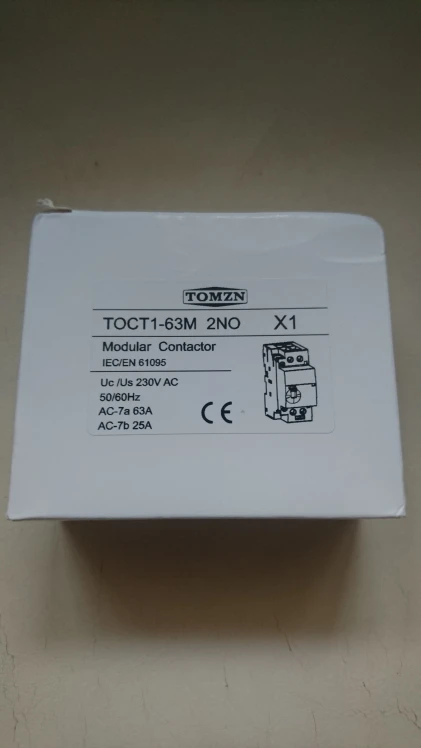 TOMZN
TOCT1-63M 2NO X1
Modular Contactor
IEC/EN 61095
Uc /Us 230V AC
50/60Hz
AC-7a 63A
AC-7b 25A
CE